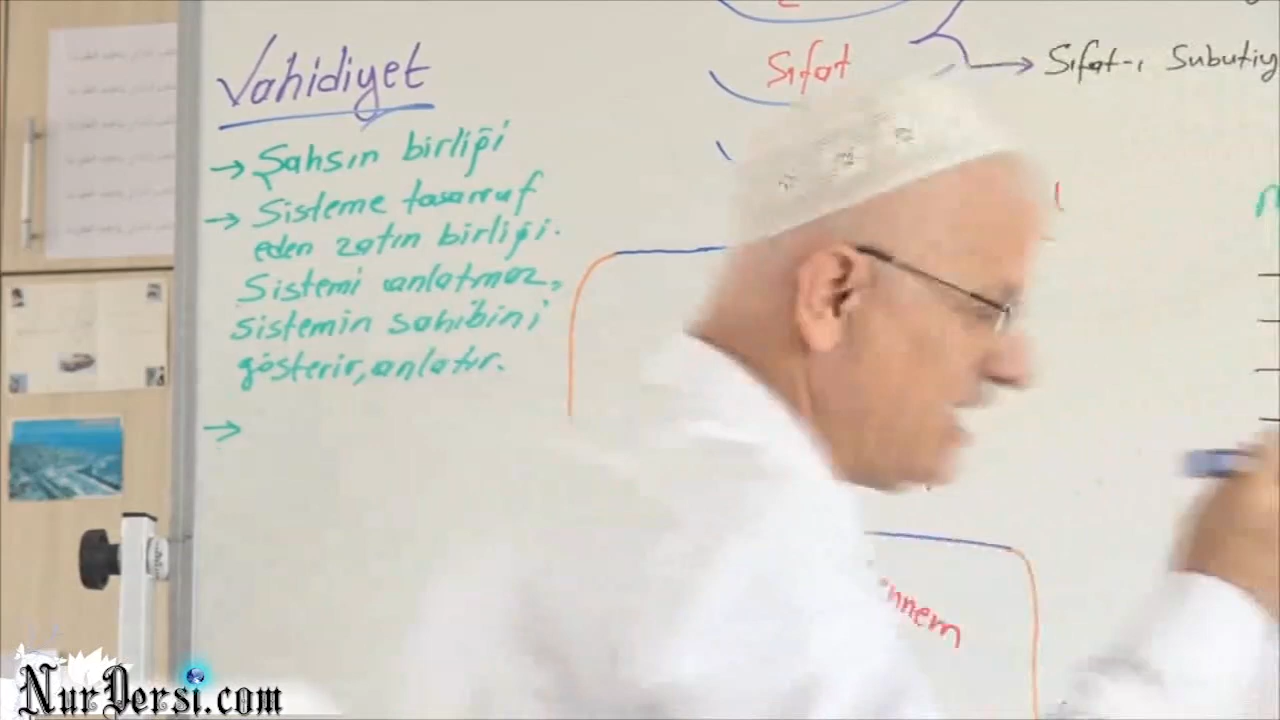 Vahidiyet
→ Şahsın birliği
→ Sisteme tasarruf
eden zatın birliği.
Sistemi anlatmaz,
sistemin sahibini
gösterir, anlatır.
→
Sıfat
→ Sıfat-ı Subutiy
nnem
NurDersi.com